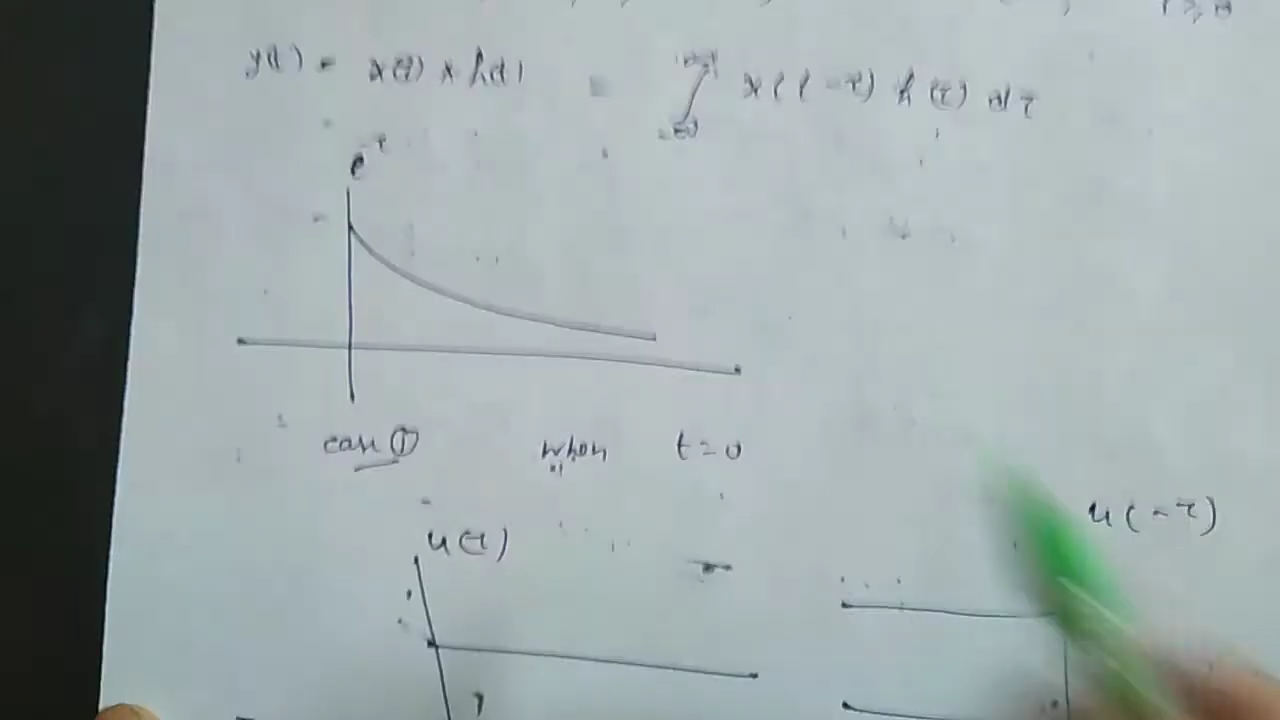 y(t) = x(t) * h(t) = ∫ x(t-τ) h(τ) dτ
case ① when t=0
u(τ)
u(-τ)